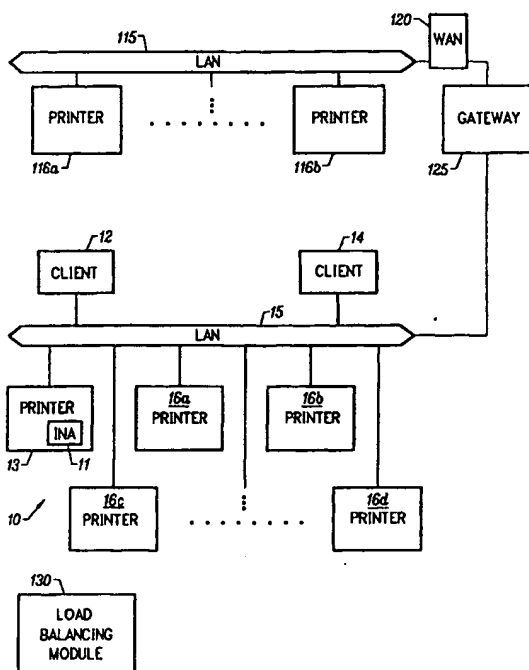 115
120
WAN
LAN
PRINTER
PRINTER
GATEWAY
116a
116b
125
12
14
CLIENT
CLIENT
15
LAN
PRINTER
INA
13
11
16a
PRINTER
16b
PRINTER
10
16c
PRINTER
16d
PRINTER
130
LOAD
BALANCING
MODULE